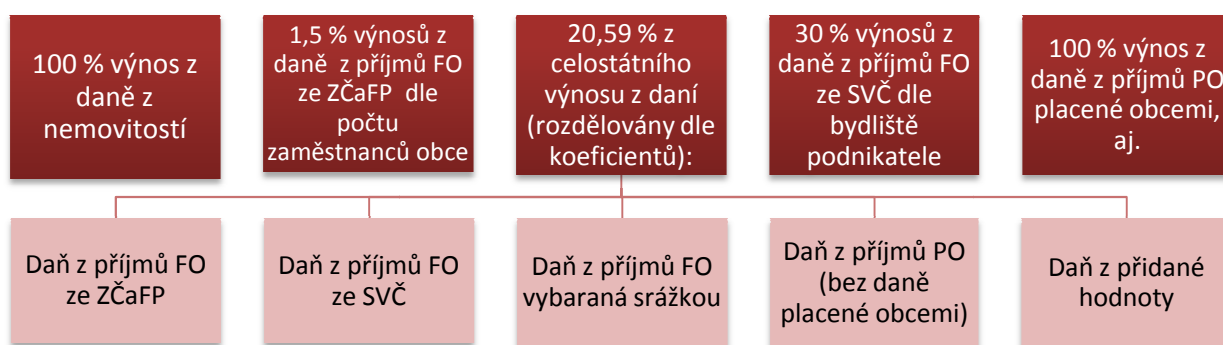 100 % výnos z
daně z
nemovitostí
1,5 % výnosů z
daně z příjmů FO
ze ZČaFP dle
počtu
zaměstnanců obce
20,59 % z
celostátního
výnosu z daní
(rozdělovány dle
koeficientů):
30 % výnosů z
daně z příjmů FO
ze SVČ dle
bydliště
podnikatele
100 % výnos z
daně z příjmů PO
placené obcemi,
aj.
Daň z příjmů FO
ze ZČaFP
Daň z příjmů FO
ze SVČ
Daň z příjmů FO
vybaraná srážkou
Daň z příjmů PO
(bez daně
placené obcemi)
Daň z přidané
hodnoty